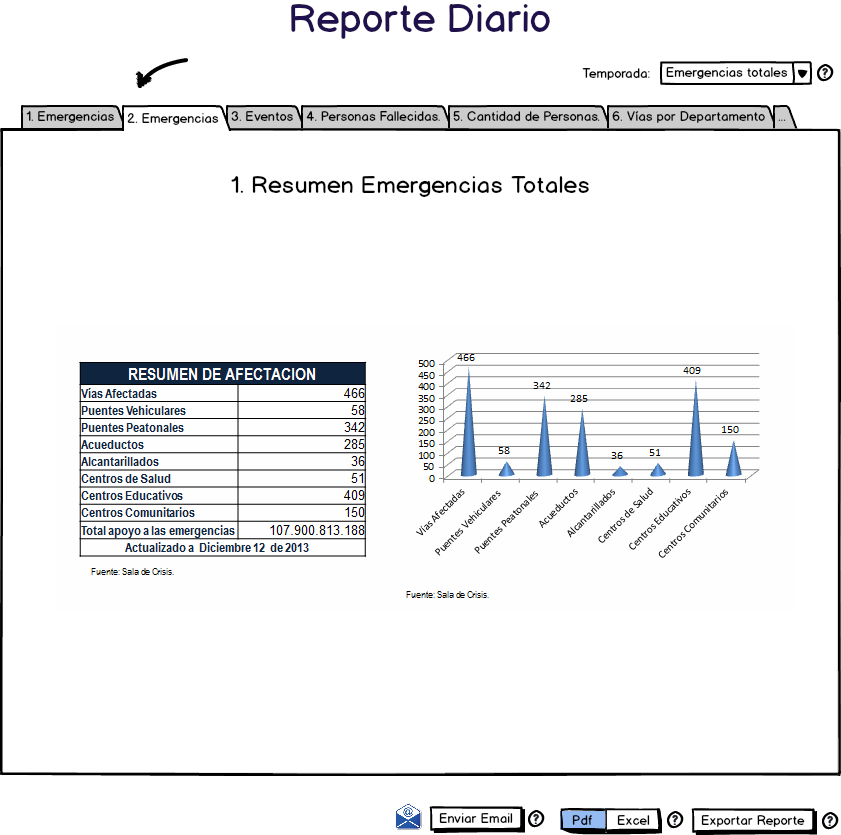 Reporte Diario
Temporada: Emergencias totales ?
1. Emergencias 2. Emergencias 3. Eventos 4. Personas Fallecidas. 5. Cantidad de Personas. 6. Vías por Departamento ...
1. Resumen Emergencias Totales
RESUMEN DE AFECTACION
Vias Afectadas 466
Puentes Vehiculares 58
Puentes Peatonales 342
Acueductos 285
Alcantarillados 36
Centros de Salud 51
Centros Educativos 409
Centros Comunitarios 150
Total apoyo a las emergencias 107.900.813.188
Actualizado a Diciembre 12 de 2013
Fuente: Sala de Crisis.
500
450
400
350
300
250
200
150
100
50
0
466
58
342
285
36
51
409
150
Vias Afectadas
Puentes Vehiculares
Puentes Peatonales
Acueductos
Alcantarillados
Centros de Salud
Centros Educativos
Centros Comunitarios
Fuente: Sala de Crisis.
@ Enviar Email ? Pdf Excel ? Exportar Reporte ?